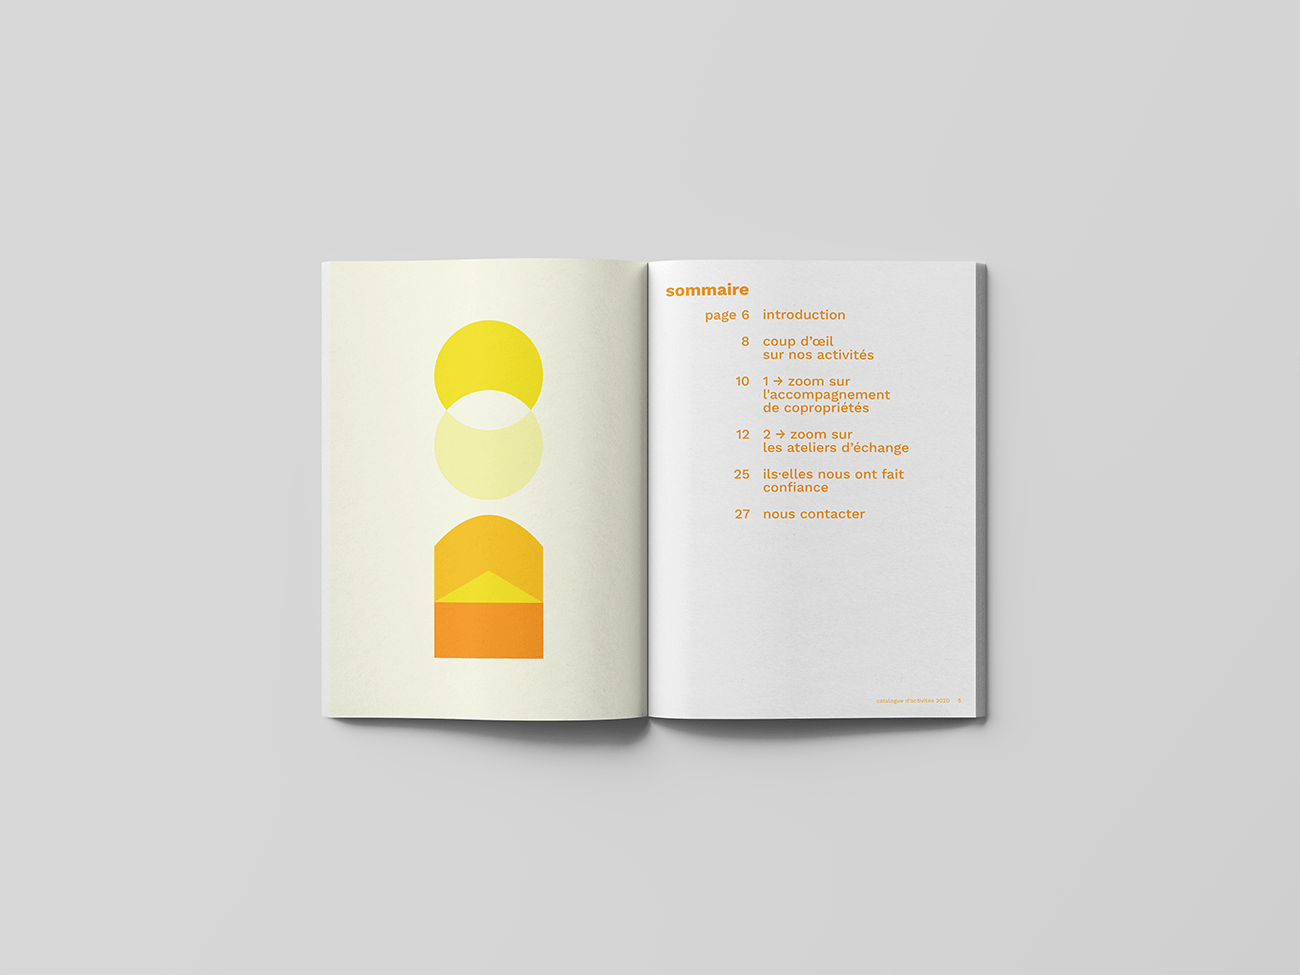 sommaire
page 6 introduction
8 coup d’œil
sur nos activités
10 1 → zoom sur
l’accompagnement
de copropriétés
12 2 → zoom sur
les ateliers d’échange
25 ils·elles nous ont fait
confiance
27 nous contacter
catalogue d’activités 2020 5